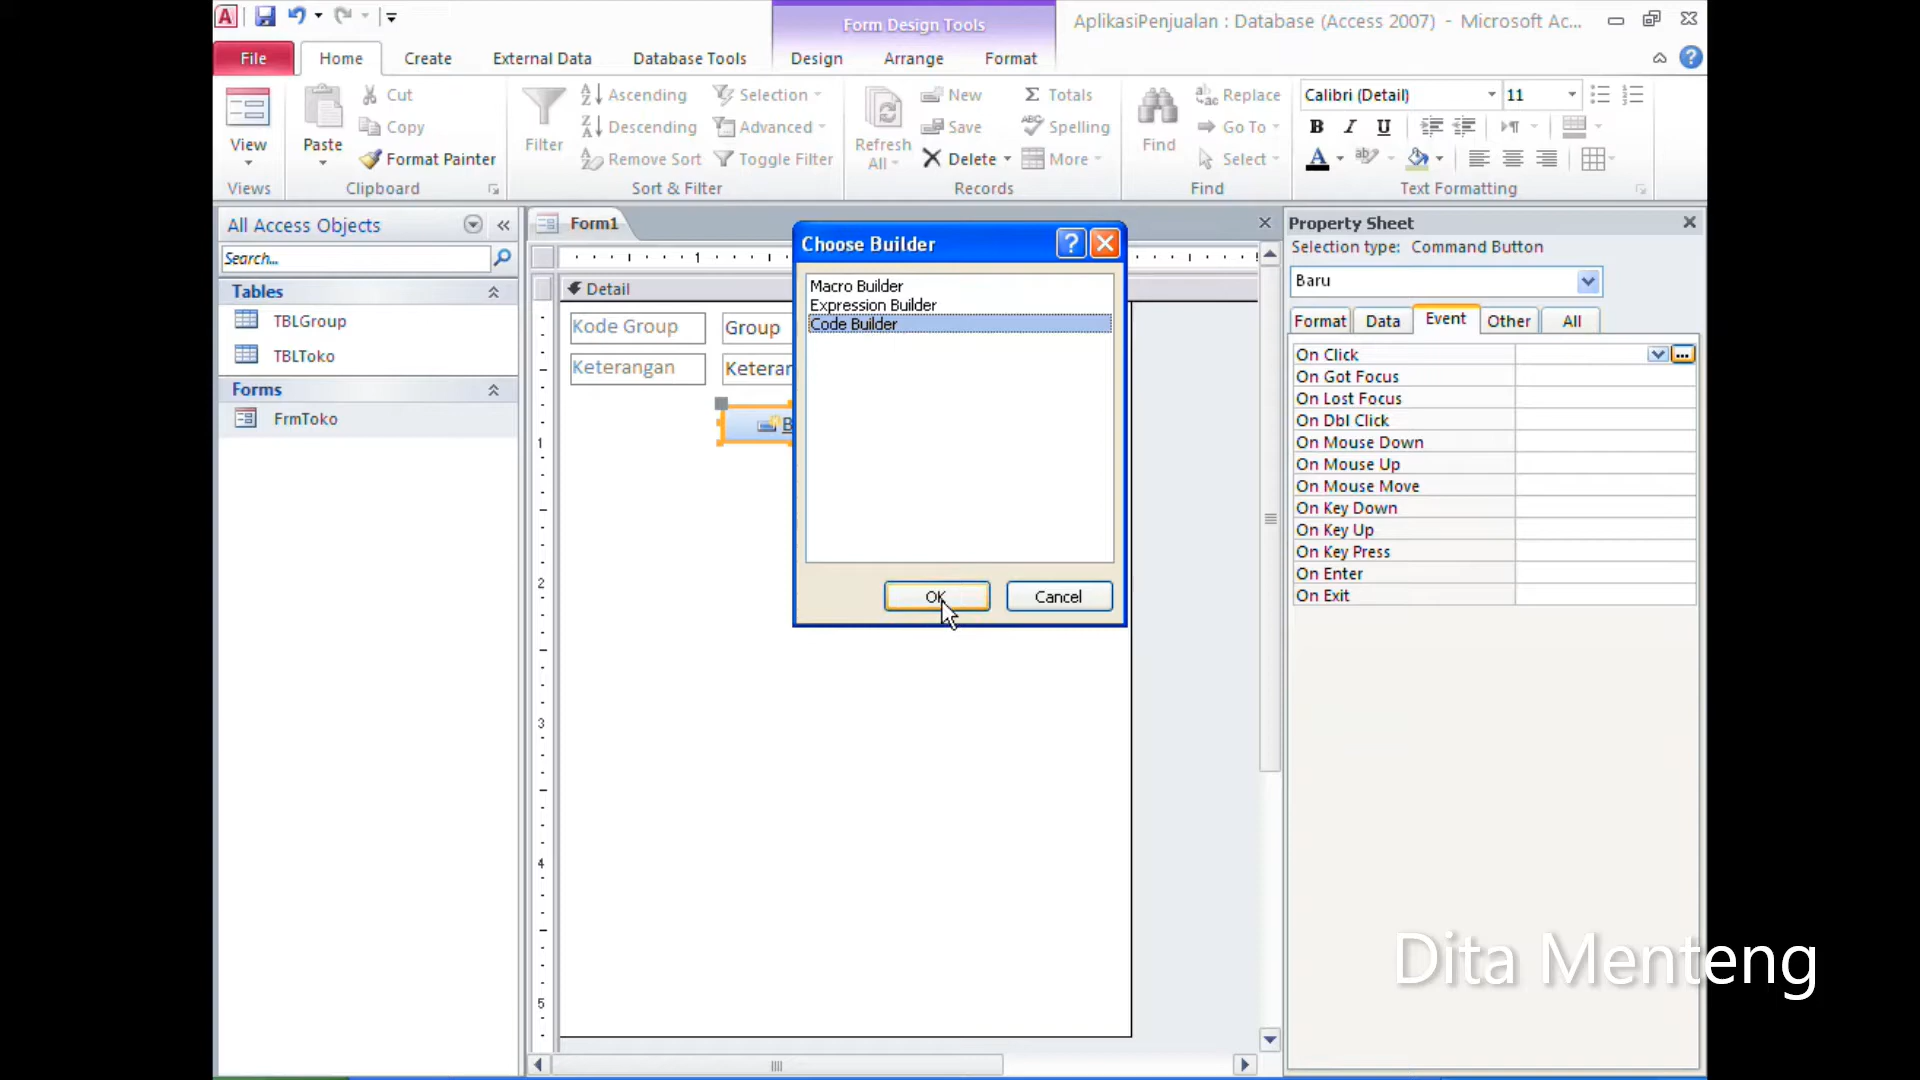 Form Design Tools
AplikasiPenjualan : Database (Access 2007) - Microsoft Ac...
File
Home
Create
External Data
Database Tools
Design
Arrange
Format
View
Views
Paste
Cut
Copy
Format Painter
Clipboard
Filter
Ascending
Descending
Remove Sort
Selection
Advanced
Toggle Filter
Sort & Filter
Refresh
All
New
Save
Delete
Totals
Spelling
More
Records
Find
Replace
Go To
Select
Find
Calibri (Detail)
11
B I U
Text Formatting
All Access Objects
Search...
Tables
TBLGroup
TBLToko
Forms
FrmToko
Form1
1
Detail
Kode Group
Group
Keterangan
Keteran
B
1
2
3
4
5
Choose Builder
Macro Builder
Expression Builder
Code Builder
OK
Cancel
Property Sheet
Selection type: Command Button
Baru
Format
Data
Event
Other
All
On Click
On Got Focus
On Lost Focus
On Dbl Click
On Mouse Down
On Mouse Up
On Mouse Move
On Key Down
On Key Up
On Key Press
On Enter
On Exit
Dita Menteng